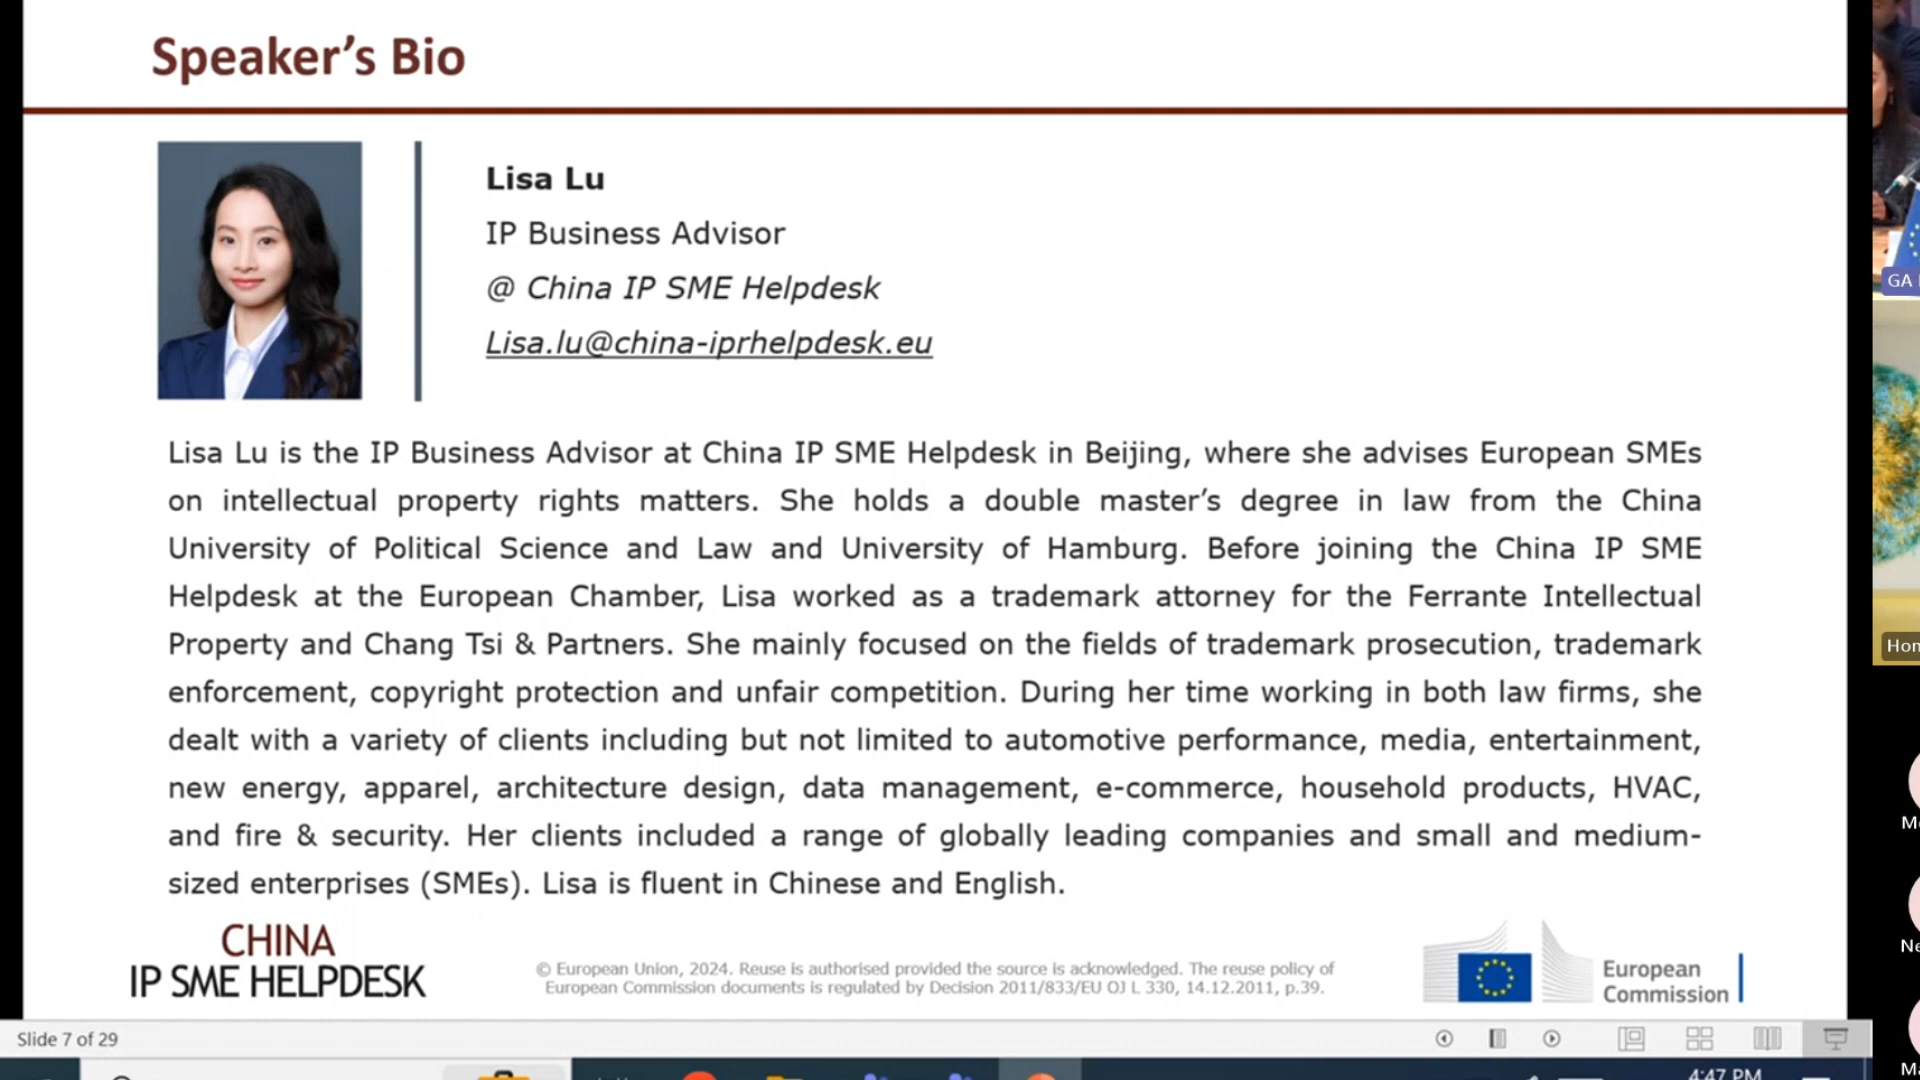 Speaker's Bio
Lisa Lu
IP Business Advisor
@ China IP SME Helpdesk
Lisa.lu@china-iprhelpdesk.eu
Lisa Lu is the IP Business Advisor at China IP SME Helpdesk in Beijing, where she advises European SMEs
on intellectual property rights matters. She holds a double master’s degree in law from the China
University of Political Science and Law and University of Hamburg. Before joining the China IP SME
Helpdesk at the European Chamber, Lisa worked as a trademark attorney for the Ferrante Intellectual
Property and Chang Tsi & Partners. She mainly focused on the fields of trademark prosecution, trademark
enforcement, copyright protection and unfair competition. During her time working in both law firms, she
dealt with a variety of clients including but not limited to automotive performance, media, entertainment,
new energy, apparel, architecture design, data management, e-commerce, household products, HVAC,
and fire & security. Her clients included a range of globally leading companies and small and medium-
sized enterprises (SMEs). Lisa is fluent in Chinese and English.
CHINA
IP SME HELPDESK
© European Union, 2024. Reuse is authorised provided the source is acknowledged. The reuse policy of
European Commission documents is regulated by Decision 2011/833/EU OJ L 330, 14.12.2011, p.39.
European
Commission
GA
Slide 7 of 29
4:47 PM